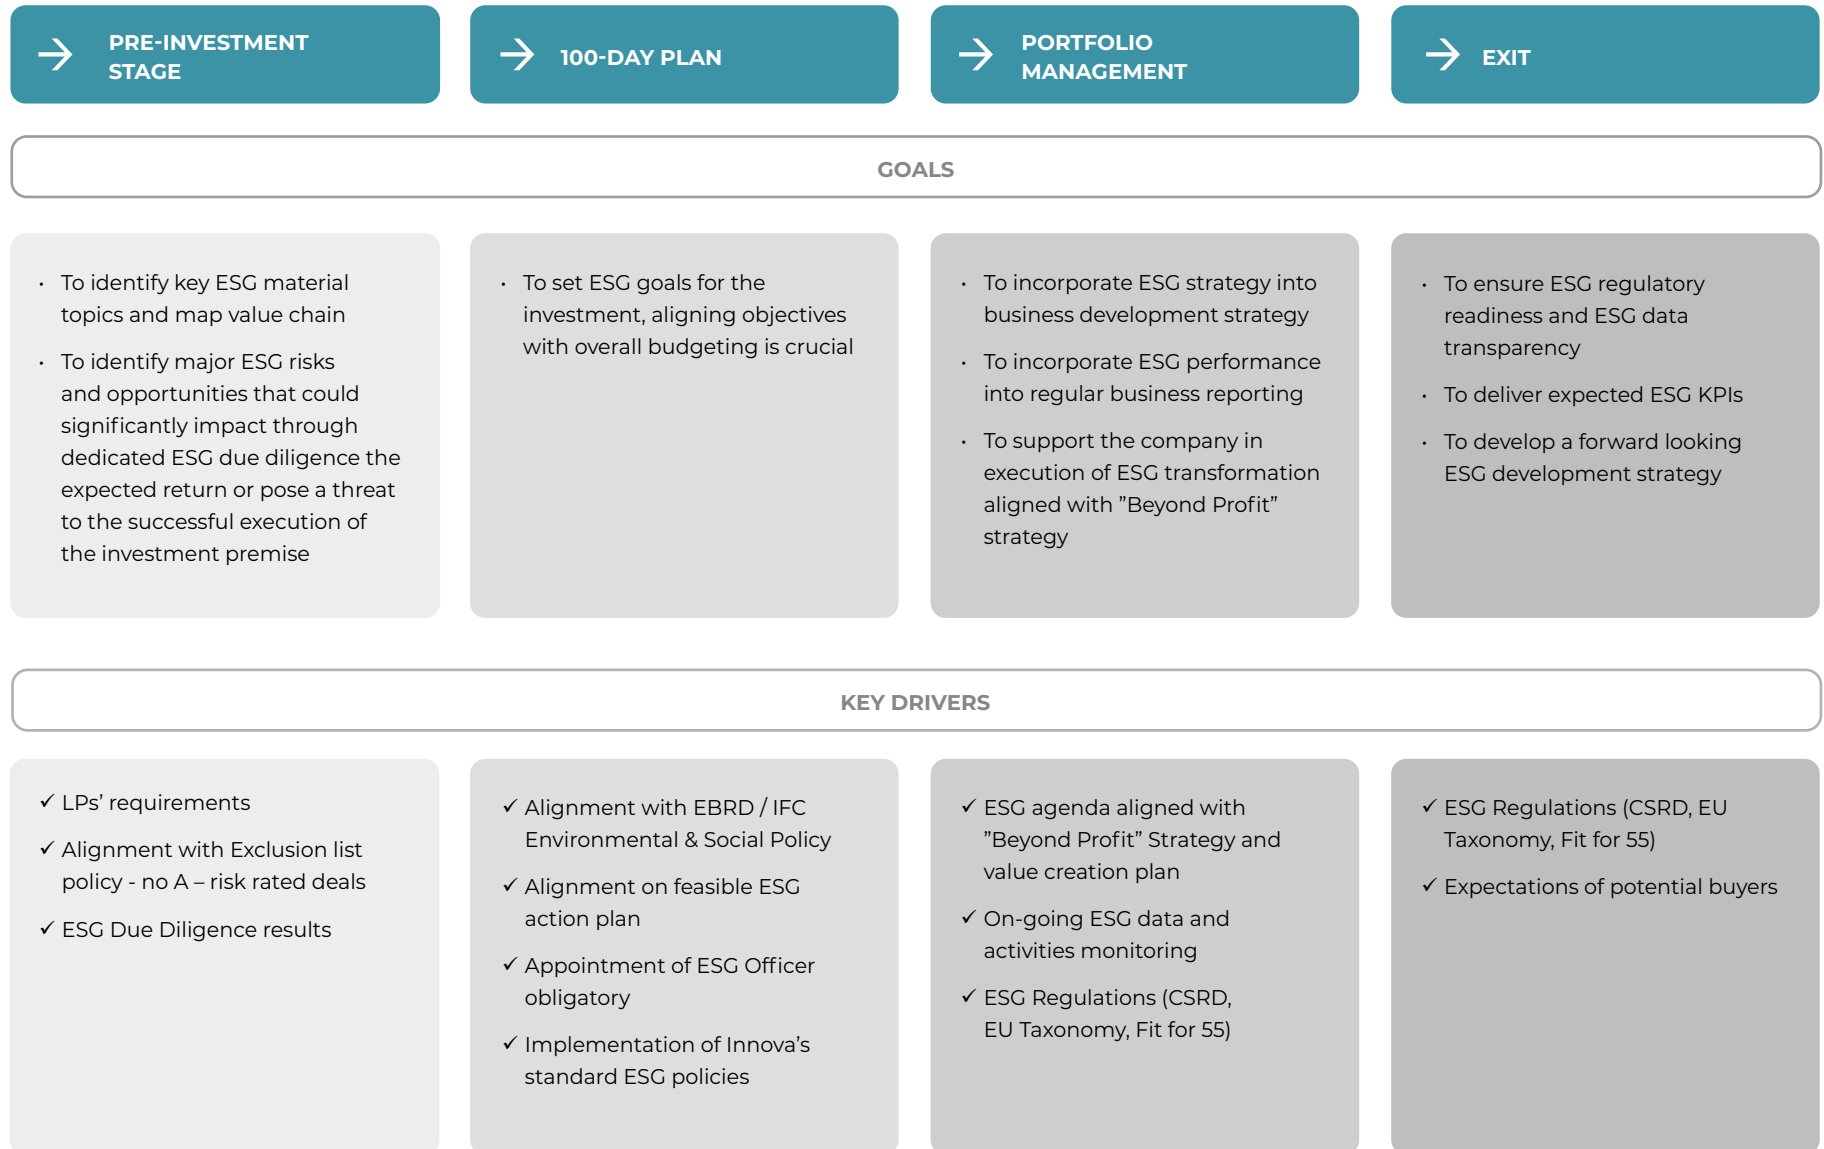 PRE-INVESTMENT
STAGE
100-DAY PLAN
PORTFOLIO
MANAGEMENT
EXIT
GOALS
· To identify key ESG material
topics and map value chain
· To identify major ESG risks
and opportunities that could
significantly impact through
dedicated ESG due diligence the
expected return or pose a threat
to the successful execution of
the investment premise
· To set ESG goals for the
investment, aligning objectives
with overall budgeting is crucial
· To incorporate ESG strategy into
business development strategy
· To incorporate ESG performance
into regular business reporting
· To support the company in
execution of ESG transformation
aligned with ”Beyond Profit”
strategy
· To ensure ESG regulatory
readiness and ESG data
transparency
· To deliver expected ESG KPIs
· To develop a forward looking
ESG development strategy
KEY DRIVERS
✓ LPs’ requirements
✓ Alignment with Exclusion list
policy - no A – risk rated deals
✓ ESG Due Diligence results
✓ Alignment with EBRD / IFC
Environmental & Social Policy
✓ Alignment on feasible ESG
action plan
✓ Appointment of ESG Officer
obligatory
✓ Implementation of Innova’s
standard ESG policies
✓ ESG agenda aligned with
”Beyond Profit” Strategy and
value creation plan
✓ On-going ESG data and
activities monitoring
✓ ESG Regulations (CSRD,
EU Taxonomy, Fit for 55)
✓ ESG Regulations (CSRD, EU
Taxonomy, Fit for 55)
✓ Expectations of potential buyers